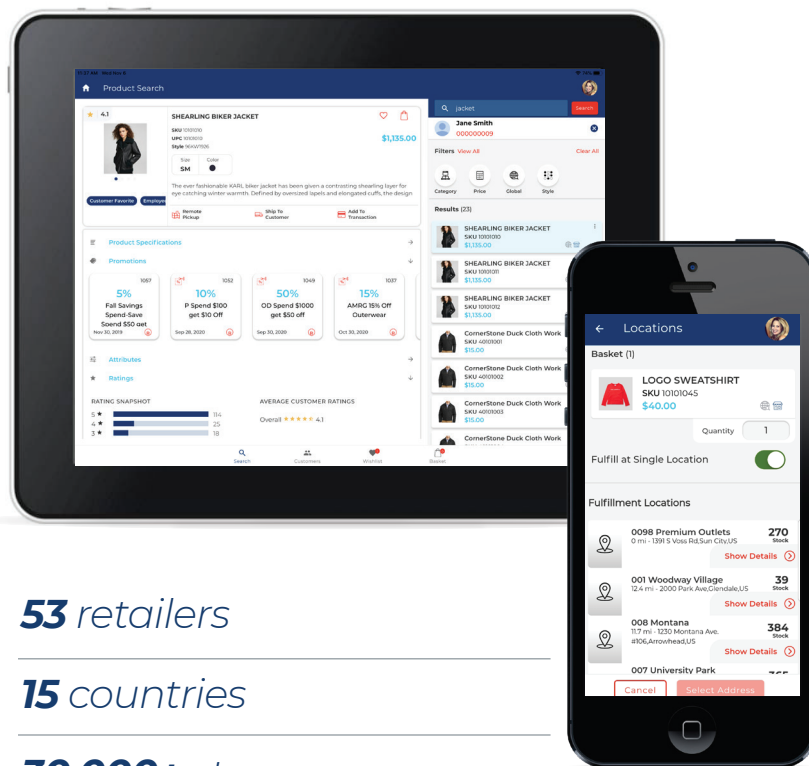 Product Search
4.1
SHEARLING BIKER JACKET
SKU 10101010
UPC 10101010
Style 96KW1926
$1,135.00
Size
SM
Color
Customer Favorite
The ever fashionable KARL biker jacket has been given a contrasting shearling layer for
eye catching winter warmth. Defined by oversized lapels and elongated cuffs, the design
Remote
Pickup
Ship To
Customer
Add To
Transaction
Product Specifications
Promotions
1057
5%
Fall Savings
Spend-Save
Spend $50 get
Nov 30, 2019
1052
10%
P Spend $100
get $10 Off
Sep 28, 2020
1049
50%
OD Spend $1000
get $50 off
Sep 30, 2020
1037
15%
AMRG 15% Off
Outerwear
Oct 30, 2020
Attributes
Ratings
RATING SNAPSHOT
5 ★ 114
4 ★ 25
3 ★ 18
AVERAGE CUSTOMER RATINGS
Overall ★★★★★ 4.1
jacket
Search
Jane Smith
000000009
Filters View All
Clear All
Category
Price
Global
Style
Results (23)
SHEARLING BIKER JACKET
SKU 10101010
$1,135.00
SHEARLING BIKER JACKET
SKU 10101011
$1,135.00
SHEARLING BIKER JACKET
SKU 10101012
$1,135.00
CornerStone Duck Cloth Work
SKU 40101001
$15.00
CornerStone Duck Cloth Work
SKU 40101002
$15.00
CornerStone Duck Cloth Work
SKU 40101003
$15.00
CornerStone Duck Cloth Work
Search
Customers
Wishlist
Basket
Locations
Basket (1)
LOGO SWEATSHIRT
SKU 10101045
$40.00
Quantity 1
Fulfill at Single Location
Fulfillment Locations
0098 Premium Outlets
0 mi - 1391 S Voss Rd,Sun City,US
270
Stock
Show Details
001 Woodway Village
12.4 mi - 2000 Park Ave,Glendale,US
39
Stock
Show Details
008 Montana
11.7 mi - 1230 Montana Ave.
#106,Arrowhead,US
384
Stock
Show Details
007 University Park
Cancel
Select Address
53 retailers
15 countries